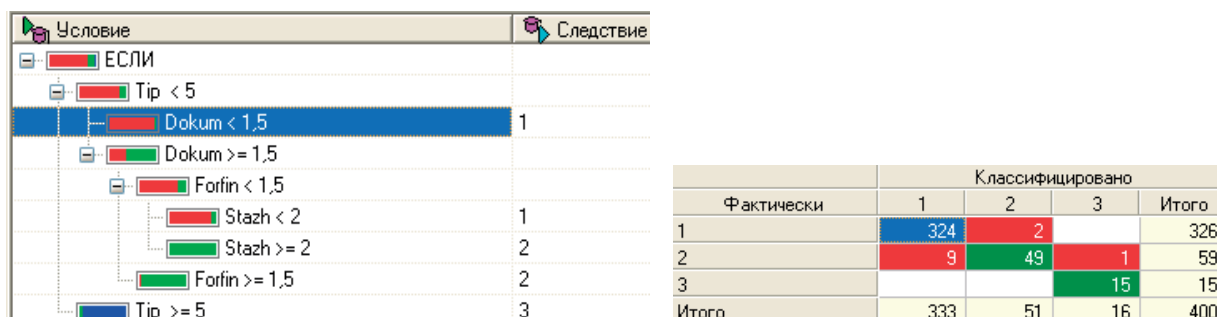 Условие Следствие
ЕСЛИ
Tip < 5
Dokum < 1,5 1
Dokum >= 1,5
Forfin < 1,5
Stazh < 2 1
Stazh >= 2 2
Forfin >= 1,5 2
Tip >= 5 3
Классифицировано
Фактически 1 2 3 Итого
1 324 2 326
2 9 49 1 59
3 15 15
Итого 333 51 16 400